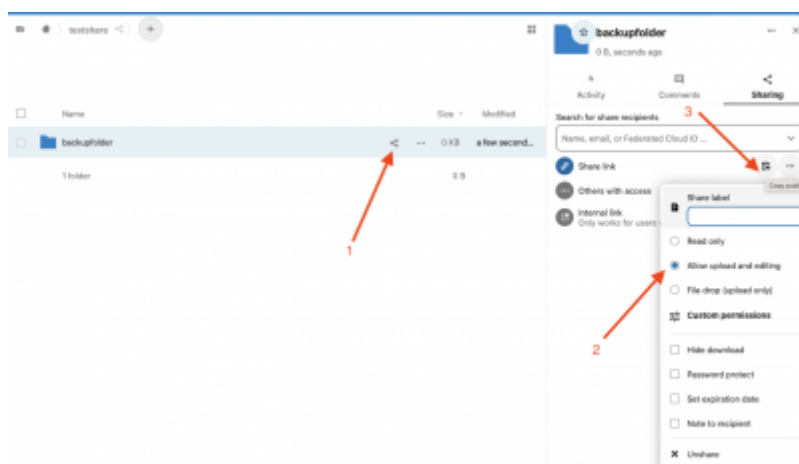 testshare
backupfolder
0 B, seconds ago
Activity
Comments
Sharing
Name
Size
Modified
Search for share recipients
3
backupfolder
0 KB
a few second...
Name, email, or Federated Cloud ID ...
1 folder
0 B
Share link
Others with access
Share label
Internal link
Only works for users
1
Read only
Allow upload and editing
File drop (upload only)
Custom permissions
2
Hide download
Password protect
Set expiration date
Note to recipient
Unshare